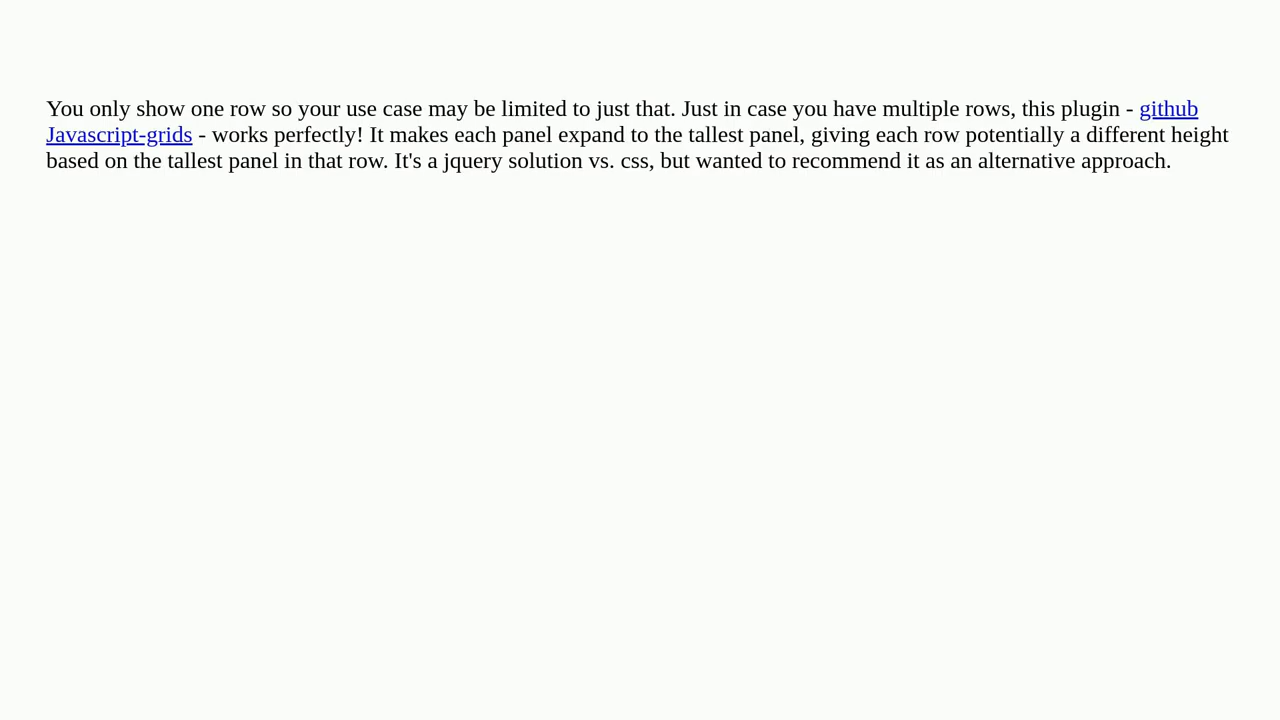 You only show one row so your use case may be limited to just that. Just in case you have multiple rows, this plugin - github
Javascript-grids - works perfectly! It makes each panel expand to the tallest panel, giving each row potentially a different height
based on the tallest panel in that row. It's a jquery solution vs. css, but wanted to recommend it as an alternative approach.